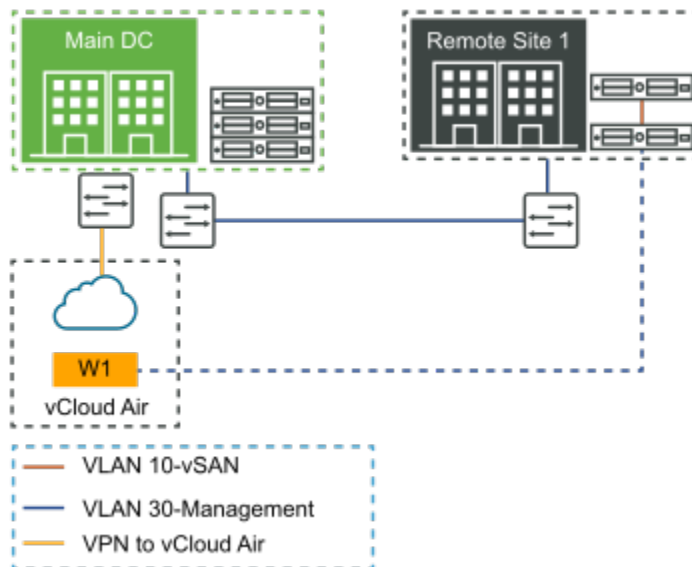 Main DC
Remote Site 1
W1
vCloud Air
VLAN 10-vSAN
VLAN 30-Management
VPN to vCloud Air